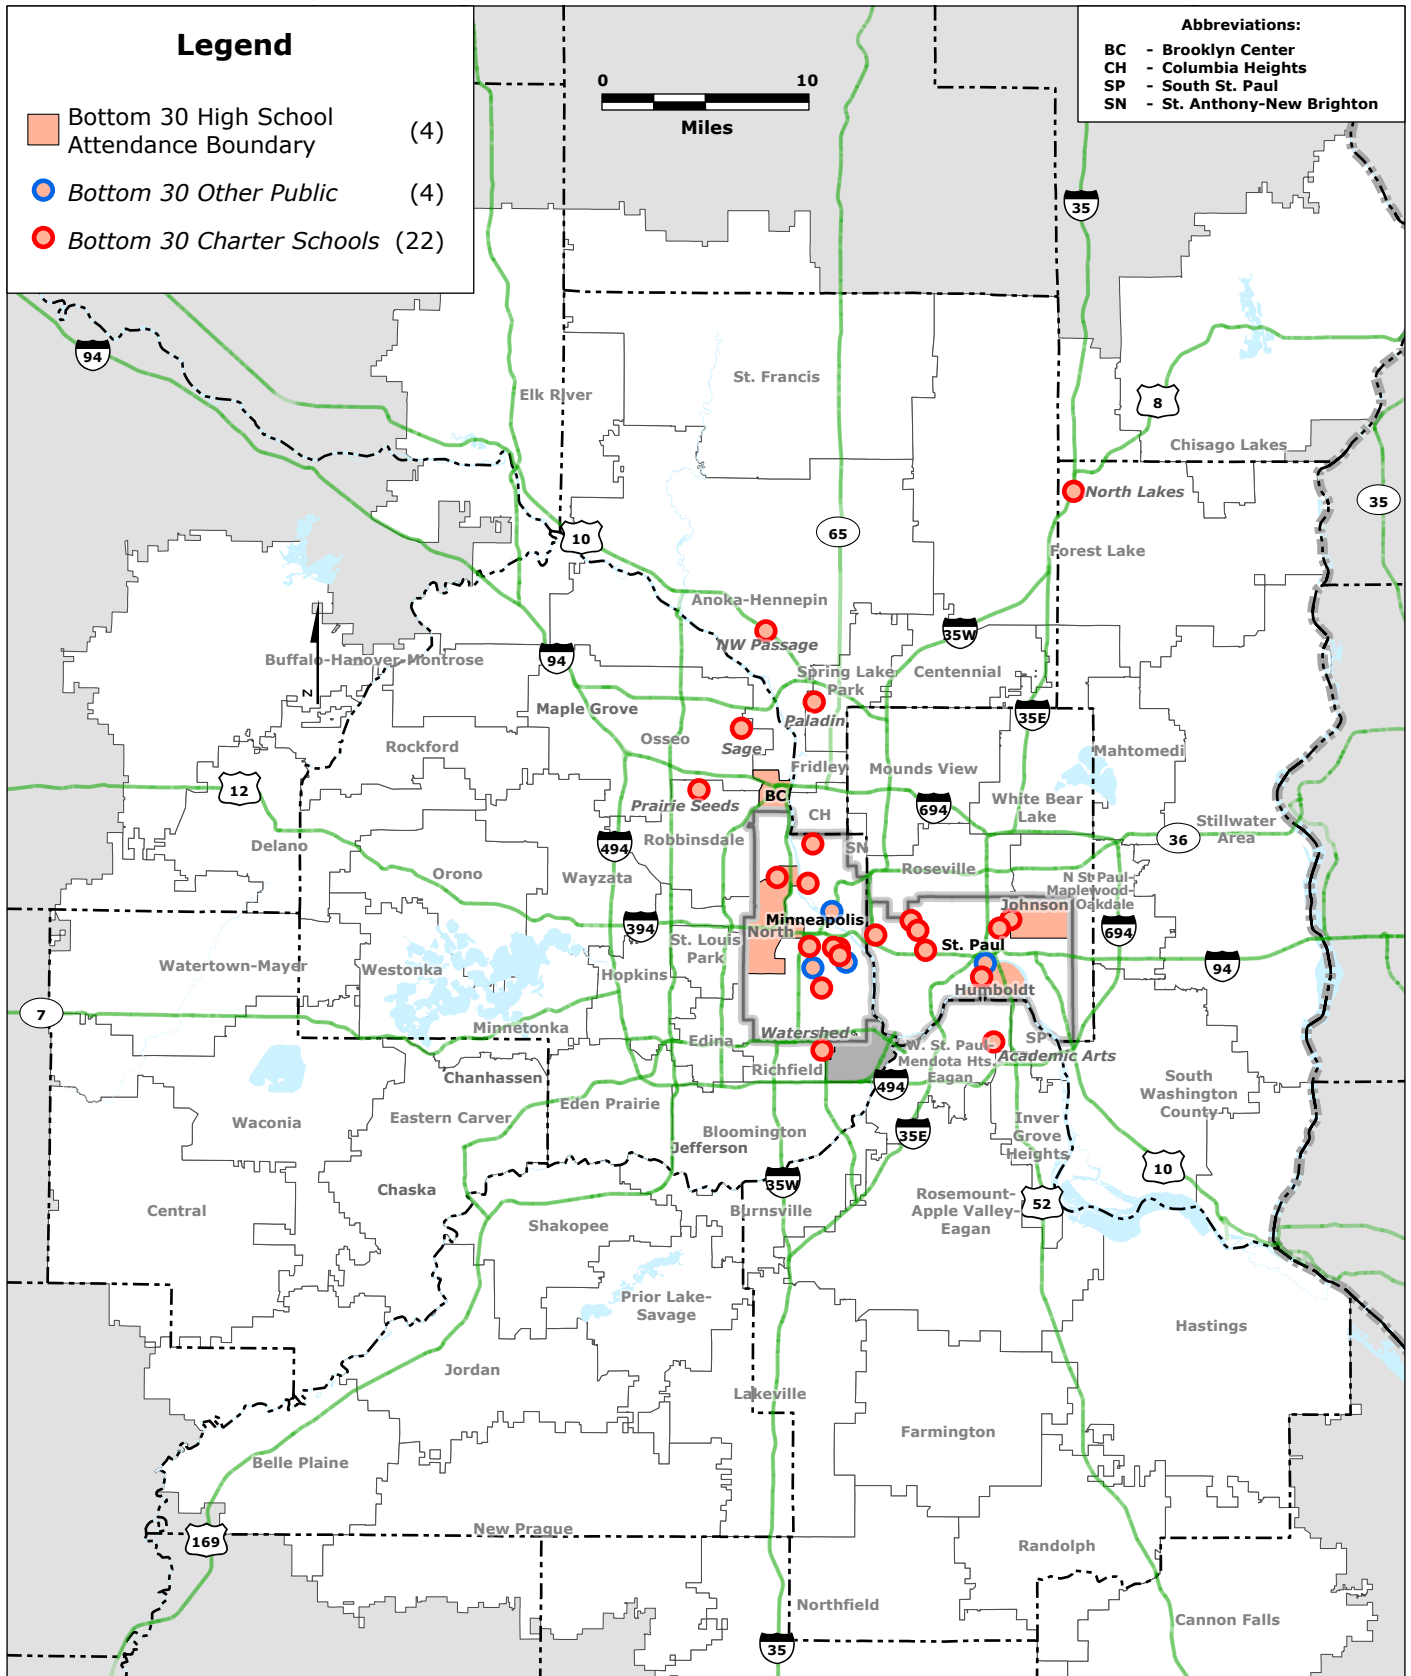 Legend
Bottom 30 High School
Attendance Boundary (4)
Bottom 30 Other Public (4)
Bottom 30 Charter Schools (22)
0 10
Miles
Abbreviations:
BC - Brooklyn Center
CH - Columbia Heights
SP - South St. Paul
SN - St. Anthony-New Brighton
35
94
St. Francis
Elk River
8
Chisago Lakes
North Lakes
35
10
65
Forest Lake
Anoka-Hennepin
35W
NW Passage
Buffalo-Hanover-Montrose
94
Spring Lake
Park
Centennial
N
Maple Grove
35E
Paladin
Rockford
Osseo
Sage
Mahtomedi
Fridley
Mounds View
12
BC
Prairie Seeds
694
White Bear
Lake
CH
Stillwater
Area
36
Delano
494
Robbinsdale
SN
Orono
Wayzata
Roseville
N St Paul-
Maplewood-
Oakdale
Johnson
Minneapolis
394
North
694
St. Louis
Park
St. Paul
Watertown-Mayer
Westonka
Hopkins
94
Humboldt
7
Minnetonka
Watershed
Edina
SP
W. St. Paul-
Mendota Hts.
Eagan
Academic Arts
Richfield
Chanhassen
494
South
Washington
County
Eden Prairie
Eastern Carver
Waconia
Inver
Grove
Heights
Bloomington
Jefferson
35E
10
Chaska
35W
52
Rosemount-
Apple Valley-
Eagan
Central
Burnsville
Shakopee
Prior Lake-
Savage
Hastings
Jordan
Lakeville
Farmington
Belle Plaine
New Prague
169
Randolph
Northfield
Cannon Falls
35